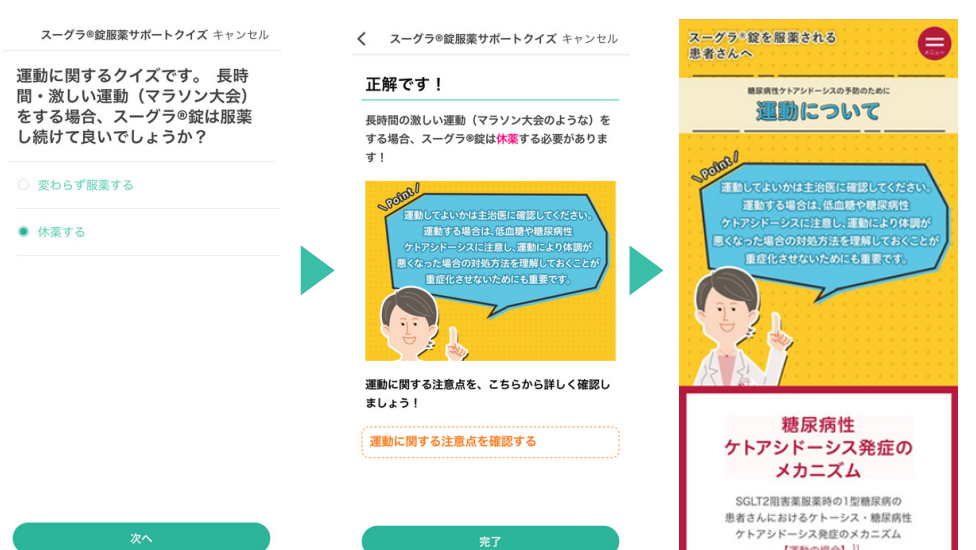 スーグラ®錠服薬サポートクイズ キャンセル
運動に関するクイズです。 長時
間・激しい運動（マラソン大会）
をする場合、スーグラ®錠は服薬
し続けて良いでしょうか？
変わらず服薬する
休薬する
次へ
スーグラ®錠服薬サポートクイズ キャンセル
正解です！
長時間の激しい運動（マラソン大会のような）を
する場合、スーグラ®錠は休薬する必要がありま
す！
Point!
運動してよいかは主治医に確認してください。
運動する場合は、低血糖や糖尿病性
ケトアシドーシスに注意し、運動により体調が
悪くなった場合の対処方法を理解しておくことが
重症化させないためにも重要です。
運動に関する注意点を、こちらから詳しく確認し
ましょう！
運動に関する注意点を確認する
完了
スーグラ®錠を服薬される
患者さんへ
メニュー
糖尿病性ケトアシドーシスの予防のために
運動について
Point!
運動してよいかは主治医に確認してください。
運動する場合は、低血糖や糖尿病性
ケトアシドーシスに注意し、運動により体調が
悪くなった場合の対処方法を理解しておくことが
重症化させないためにも重要です。
糖尿病性
ケトアシドーシス発症の
メカニズム
SGLT2阻害薬服薬時の1型糖尿病の
患者さんにおけるケトーシス・糖尿病性
ケトアシドーシス発症のメカニズム
【運動の場合】1)